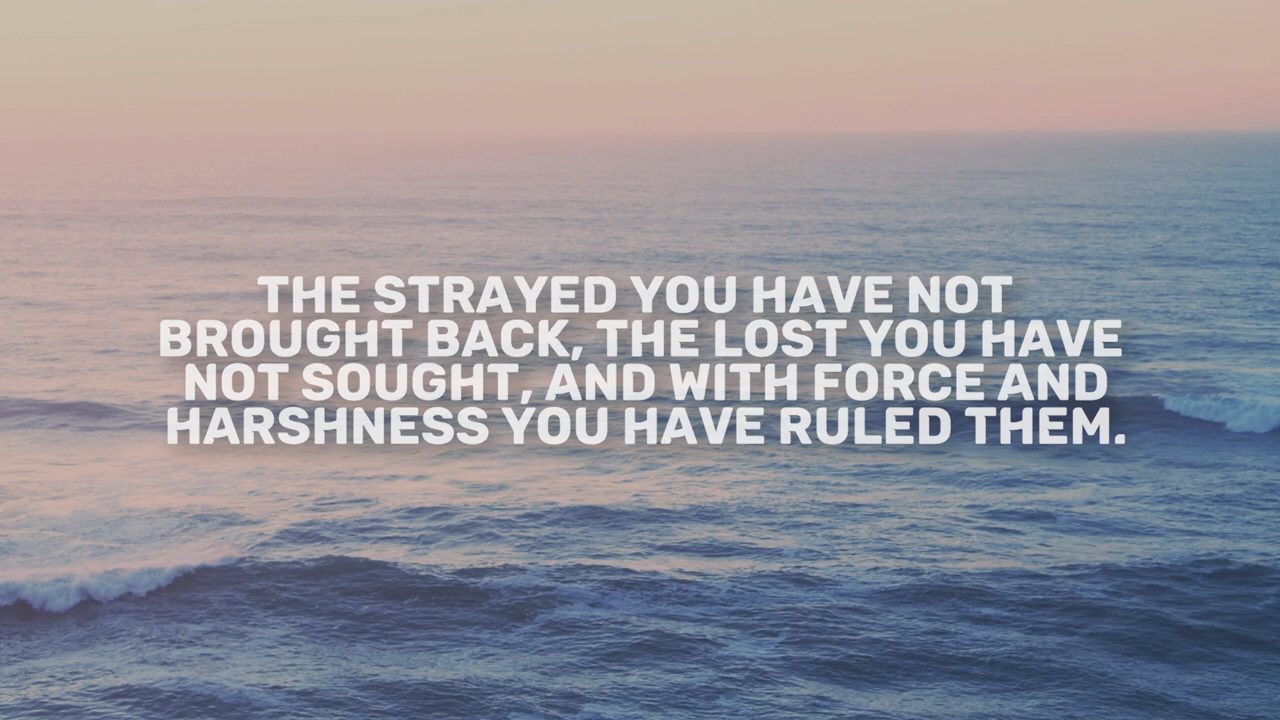 THE STRAYED YOU HAVE NOT
BROUGHT BACK, THE LOST YOU HAVE
NOT SOUGHT, AND WITH FORCE AND
HARSHNESS YOU HAVE RULED THEM.